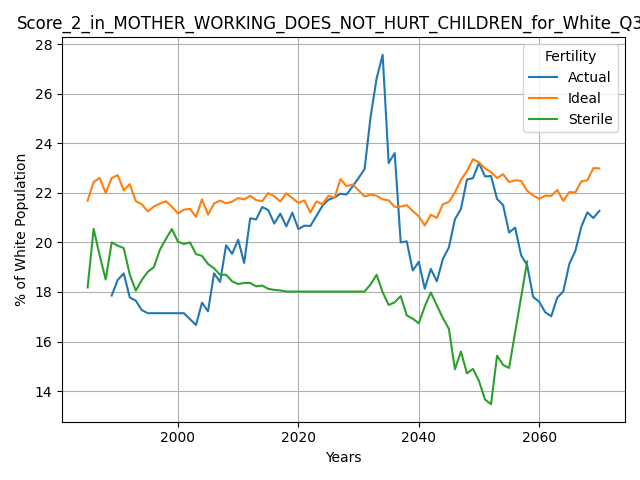 Score_2_in_MOTHER_WORKING_DOES_NOT_HURT_CHILDREN_for_White_Q3
28
26
24
22
20
18
16
14
% of White Population
Fertility
Actual
Ideal
Sterile
2000
2020
2040
2060
Years